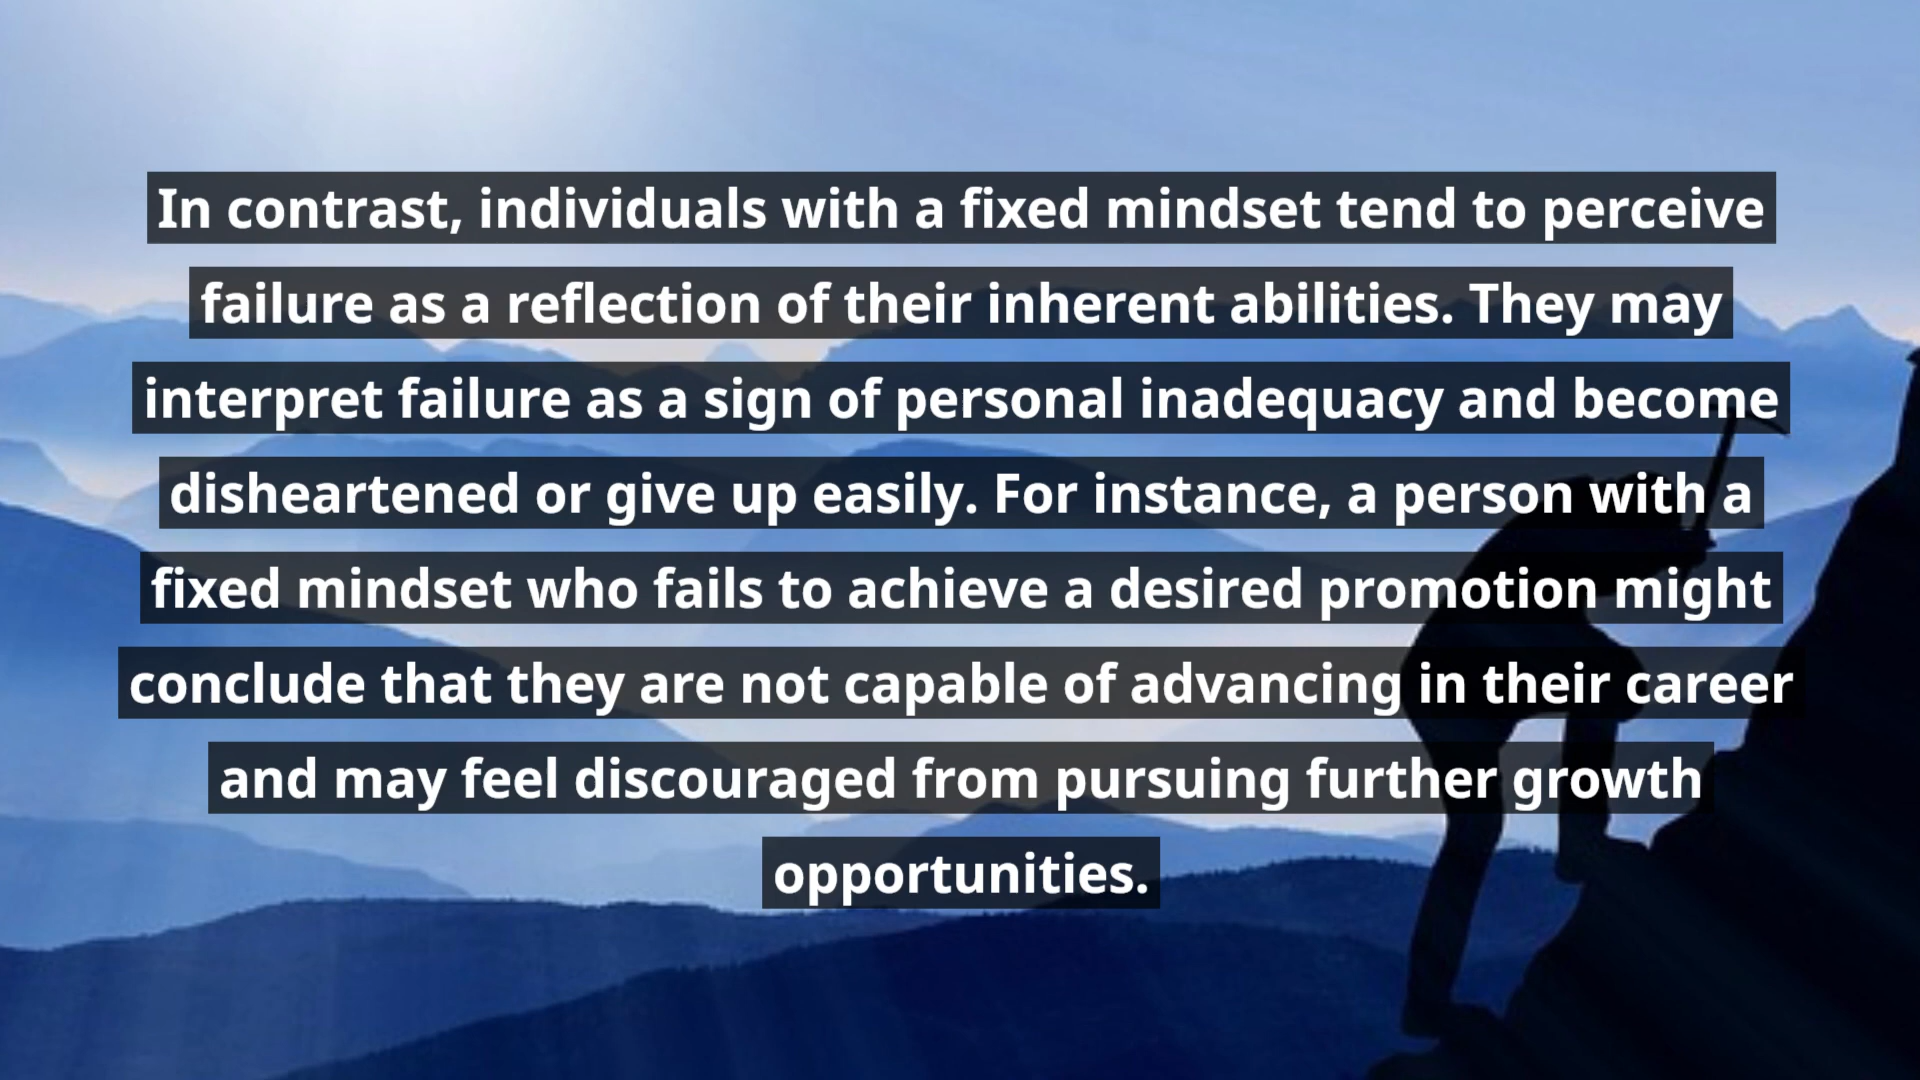 In contrast, individuals with a fixed mindset tend to perceive
failure as a reflection of their inherent abilities. They may
interpret failure as a sign of personal inadequacy and become
disheartened or give up easily. For instance, a person with a
fixed mindset who fails to achieve a desired promotion might
conclude that they are not capable of advancing in their career
and may feel discouraged from pursuing further growth
opportunities.